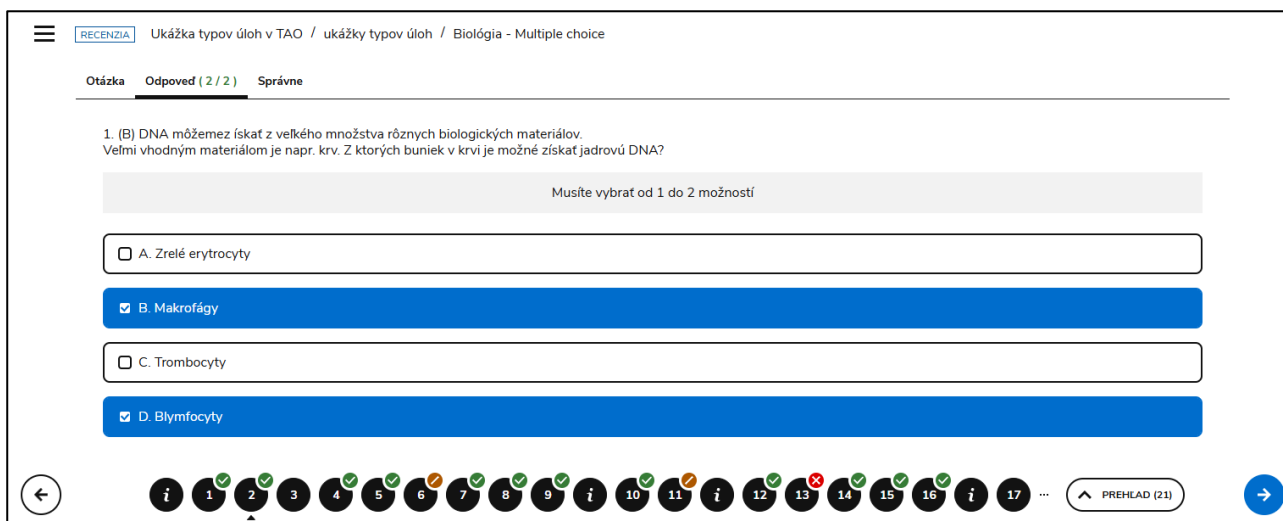 RECENZIA Ukážka typov úloh v TAO / ukážky typov úloh / Biológia - Multiple choice
Otázka Odpoveď ( 2 / 2 ) Správne
1. (B) DNA môžemez ískať z veľkého množstva rôznych biologických materiálov.
Veľmi vhodným materiálom je napr. krv. Z ktorých buniek v krvi je možné získať jadrovú DNA?
Musíte vybrať od 1 do 2 možností
A. Zrelé erytrocyty
B. Makrofágy
C. Trombocyty
D. Blymfocyty
i 1 2 3 4 5 6 7 8 9 i 10 11 i 12 13 14 15 16 i 17 ... PREHĽAD (21)